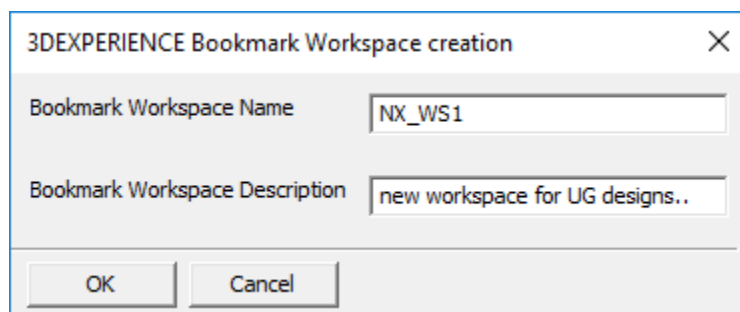 3DEXPERIENCE Bookmark Workspace creation
Bookmark Workspace Name NX_WS1
Bookmark Workspace Description new workspace for UG designs..
OK Cancel